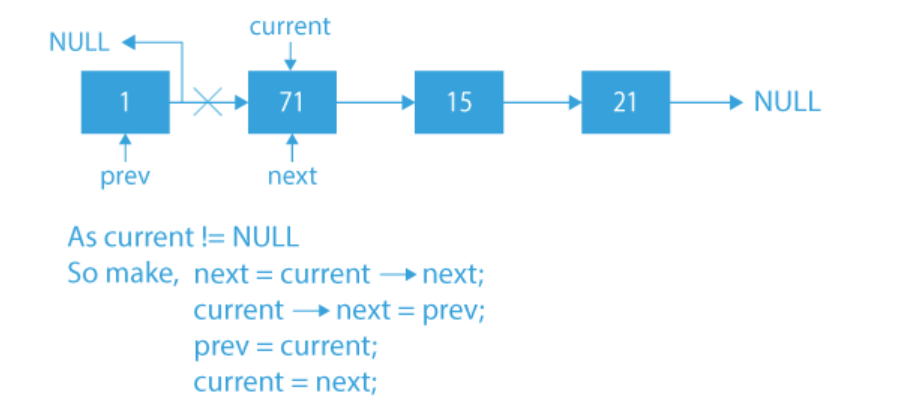 current
NULL
1 71 15 21 NULL
prev next
As current != NULL
So make, next = current → next;
current → next = prev;
prev = current;
current = next;